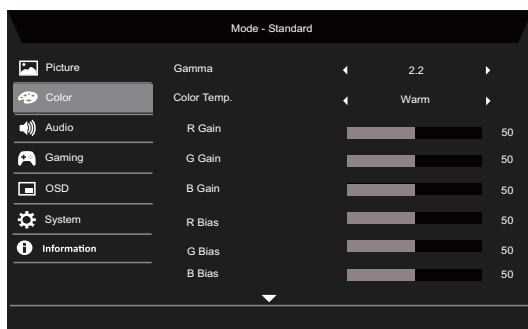 Mode - Standard
Picture
Color
Audio
Gaming
OSD
System
Information
Gamma 2.2
Color Temp. Warm
R Gain 50
G Gain 50
B Gain 50
R Bias 50
G Bias 50
B Bias 50